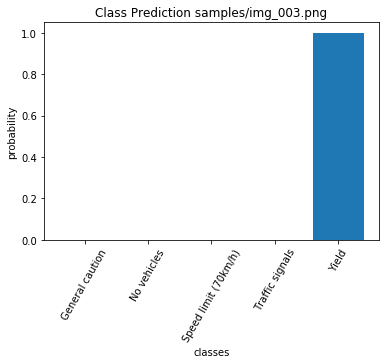 Class Prediction samples/img_003.png
1.0
0.8
0.6
0.4
0.2
0.0
probability
General caution
No vehicles
Speed limit (70km/h)
Traffic signals
Yield
classes